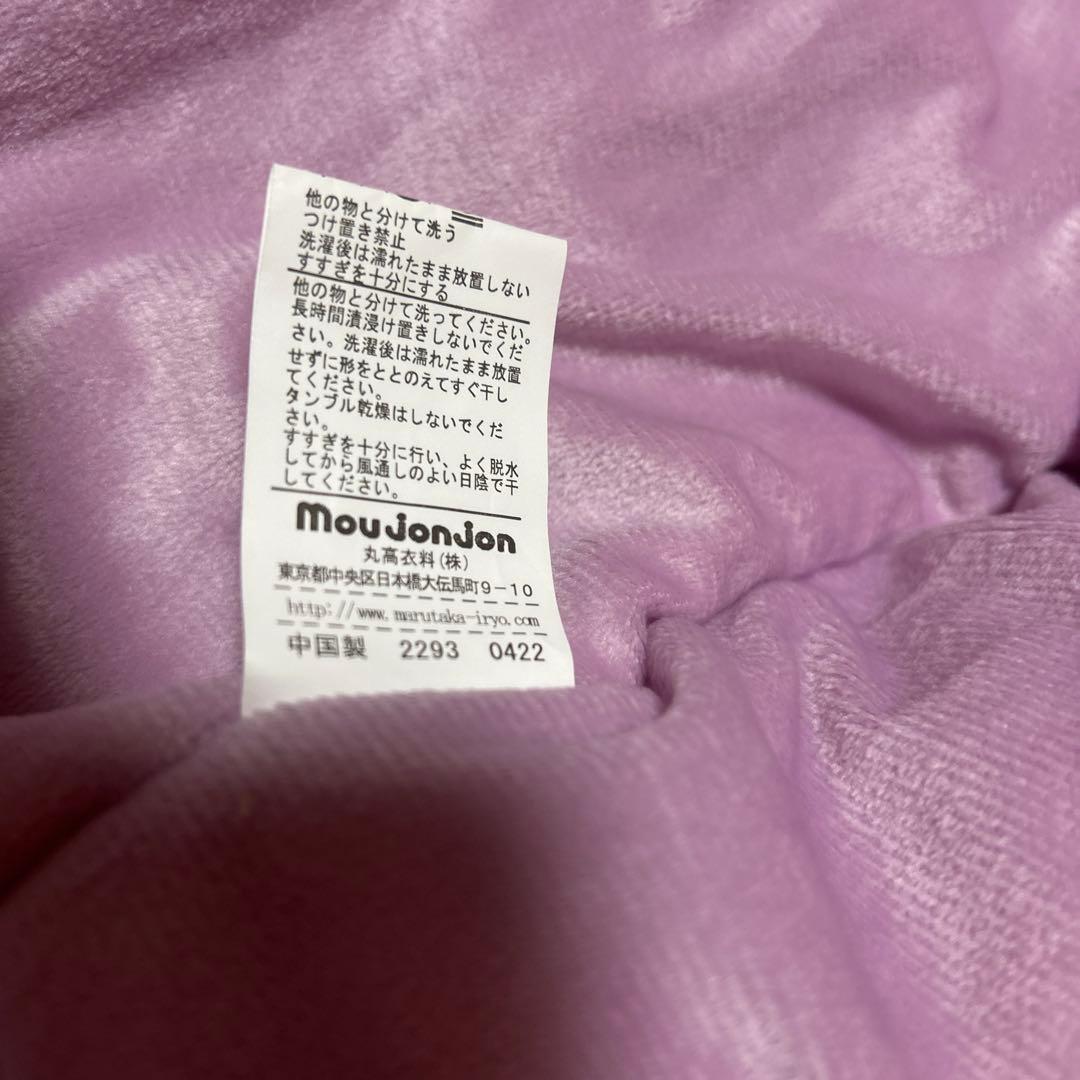 他の物と分けて洗う
つけ置き禁止
洗濯後は濡れたまま放置しない
すすぎを十分にする
他の物と分けて洗ってください。
長時間漬浸け置きしないでくだ
さい。洗濯後は濡れたまま放置
せずに形をととのえてすぐ干し
てください。
タンブル乾燥はしないでくだ
さい。
すすぎを十分に行い、よく脱水
してから風通しのよい日陰で干
してください。
moujonjon
丸高衣料(株)
東京都中央区日本橋大伝馬町9-10
http://www.marutaka-iryo.com
中国製 2293 0422